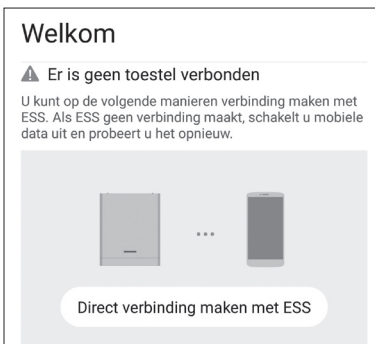 Welkom
Er is geen toestel verbonden
U kunt op de volgende manieren verbinding maken met
ESS. Als ESS geen verbinding maakt, schakelt u mobiele
data uit en probeert u het opnieuw.
Direct verbinding maken met ESS